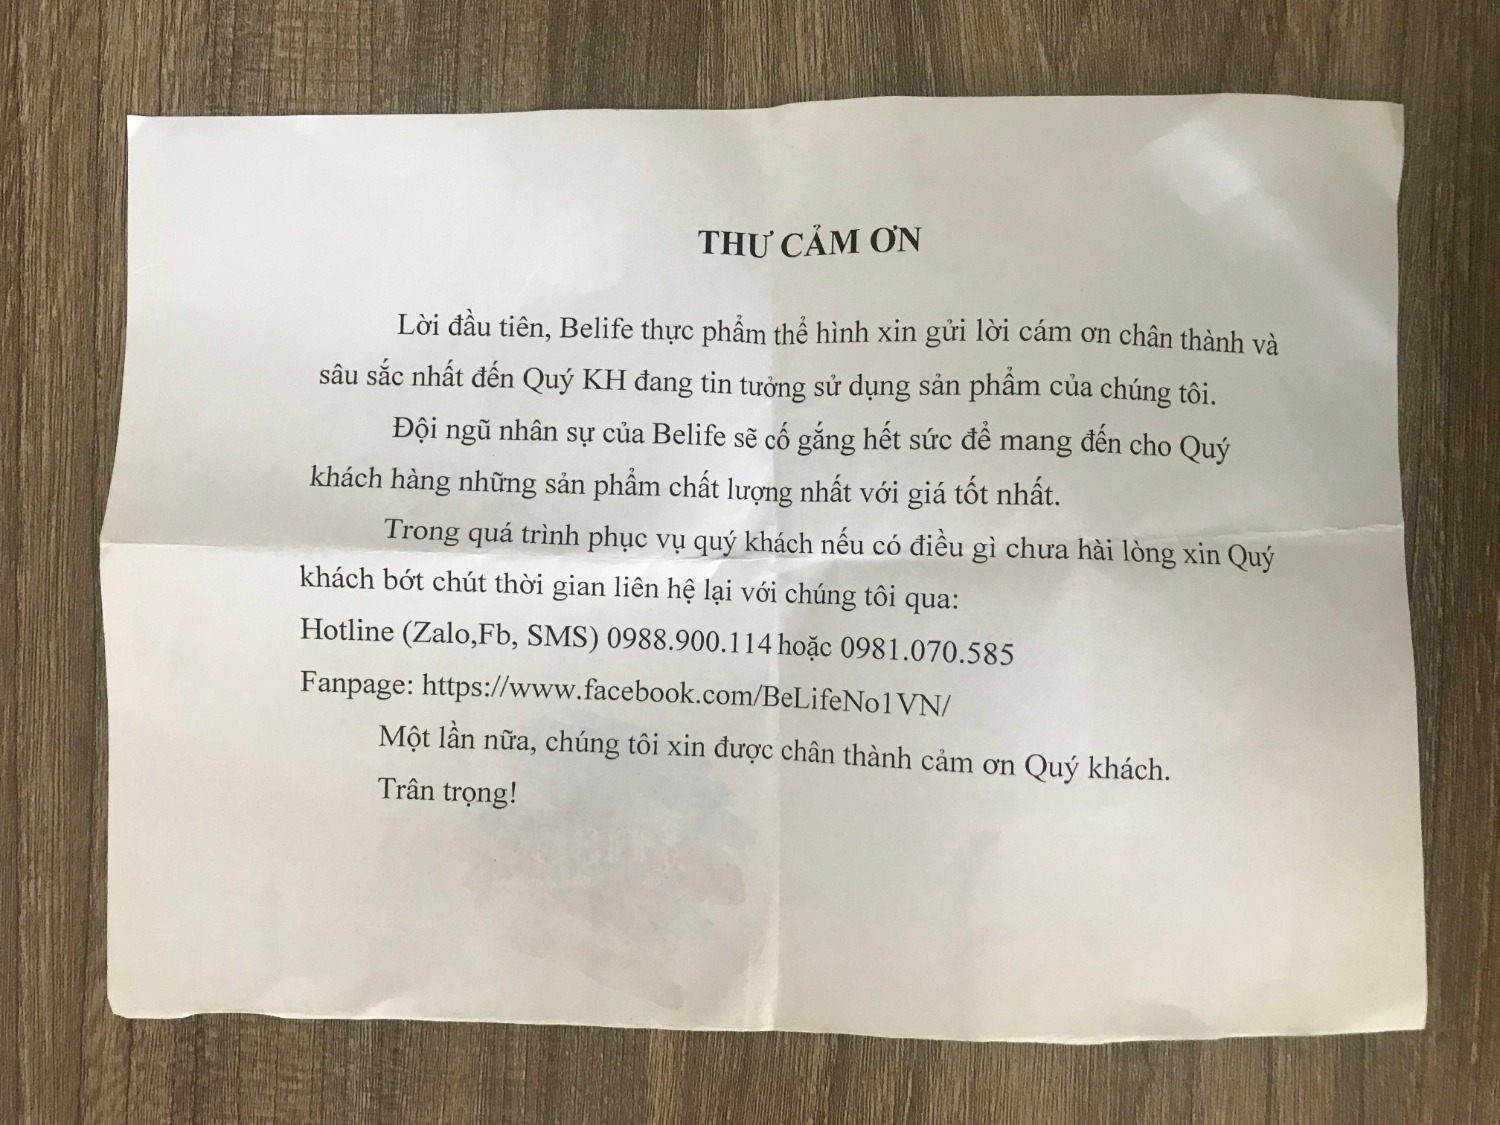 THƯ CẢM ƠN
Lời đầu tiên, Belife thực phẩm thể hình xin gửi lời cám ơn chân thành và
sâu sắc nhất đến Quý KH đang tin tưởng sử dụng sản phẩm của chúng tôi.
Đội ngũ nhân sự của Belife sẽ cố gắng hết sức để mang đến cho Quý
khách hàng những sản phẩm chất lượng nhất với giá tốt nhất.
Trong quá trình phục vụ quý khách nếu có điều gì chưa hài lòng xin Quý
khách bớt chút thời gian liên hệ lại với chúng tôi qua:
Hotline (Zalo,Fb, SMS) 0988.900.114 hoặc 0981.070.585
Fanpage: https://www.facebook.com/BeLifeNo1VN/
Một lần nữa, chúng tôi xin được chân thành cảm ơn Quý khách.
Trân trọng!